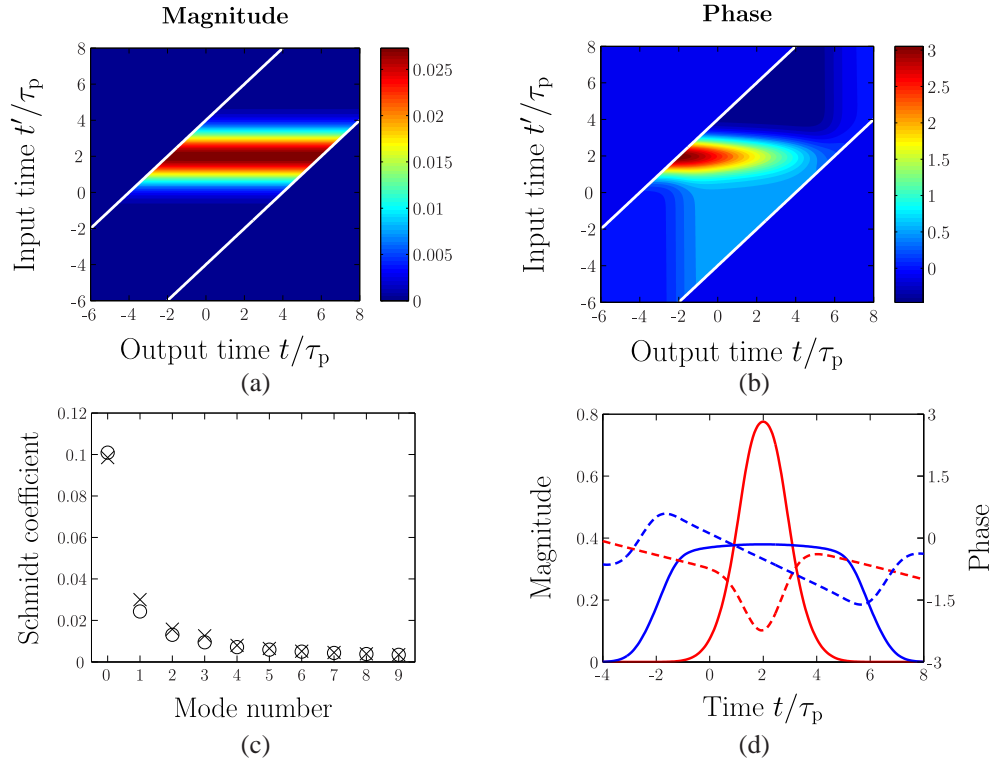 Magnitude
8
6
4
2
0
-2
-4
-6
-6 -4 -2 0 2 4 6 8
Input time t′/τp
Output time t/τp
0.025
0.02
0.015
0.01
0.005
0
(a)
Phase
8
6
4
2
0
-2
-4
-6
-6 -4 -2 0 2 4 6 8
Input time t′/τp
Output time t/τp
3
2.5
2
1.5
1
0.5
0
(b)
0.12
0.1
0.08
0.06
0.04
0.02
0
0 1 2 3 4 5 6 7 8 9
Schmidt coefficient
Mode number
(c)
0.8
0.6
0.4
0.2
0
-4 -2 0 2 4 6 8
3
1.5
0
-1.5
-3
Magnitude
Phase
Time t/τp
(d)